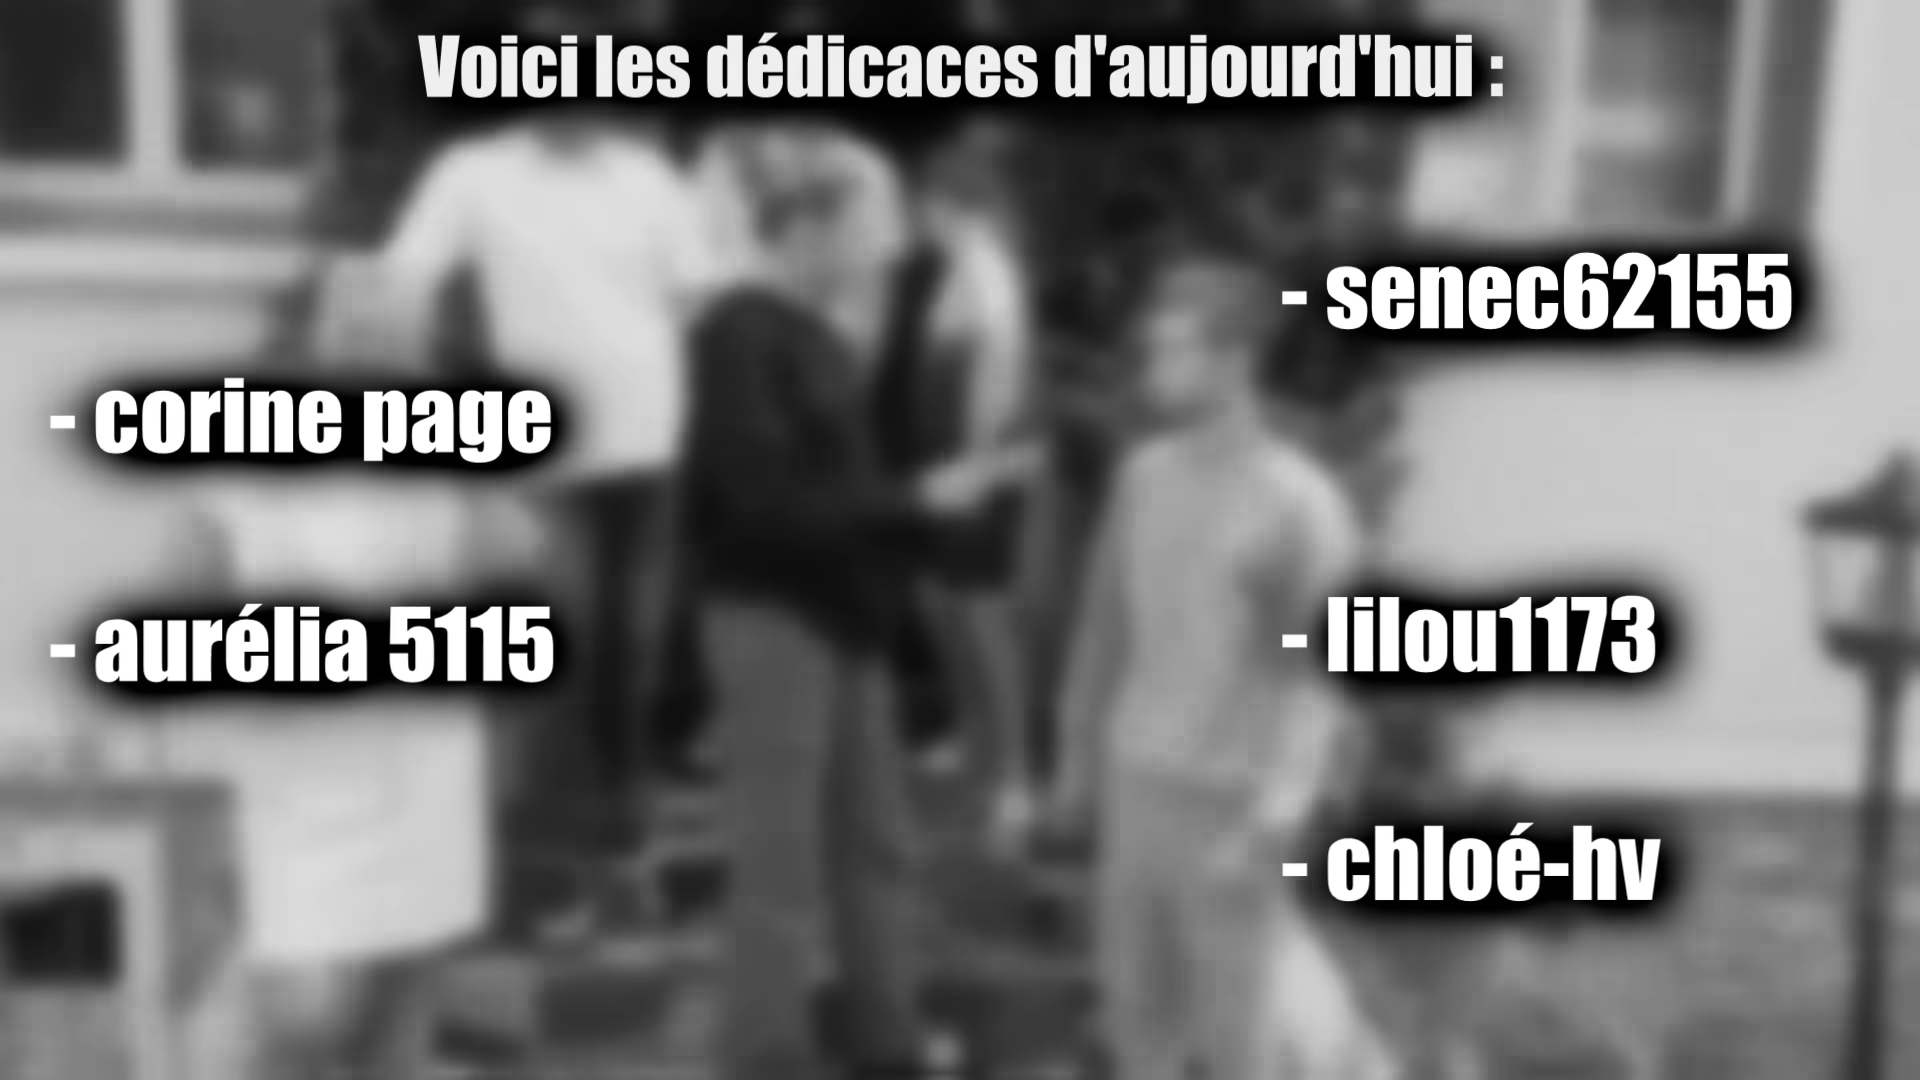 Voici les dédicaces d'aujourd'hui :
- corine page
- aurélia 5115
- senec62155
- lilou1173
- chloé-hv